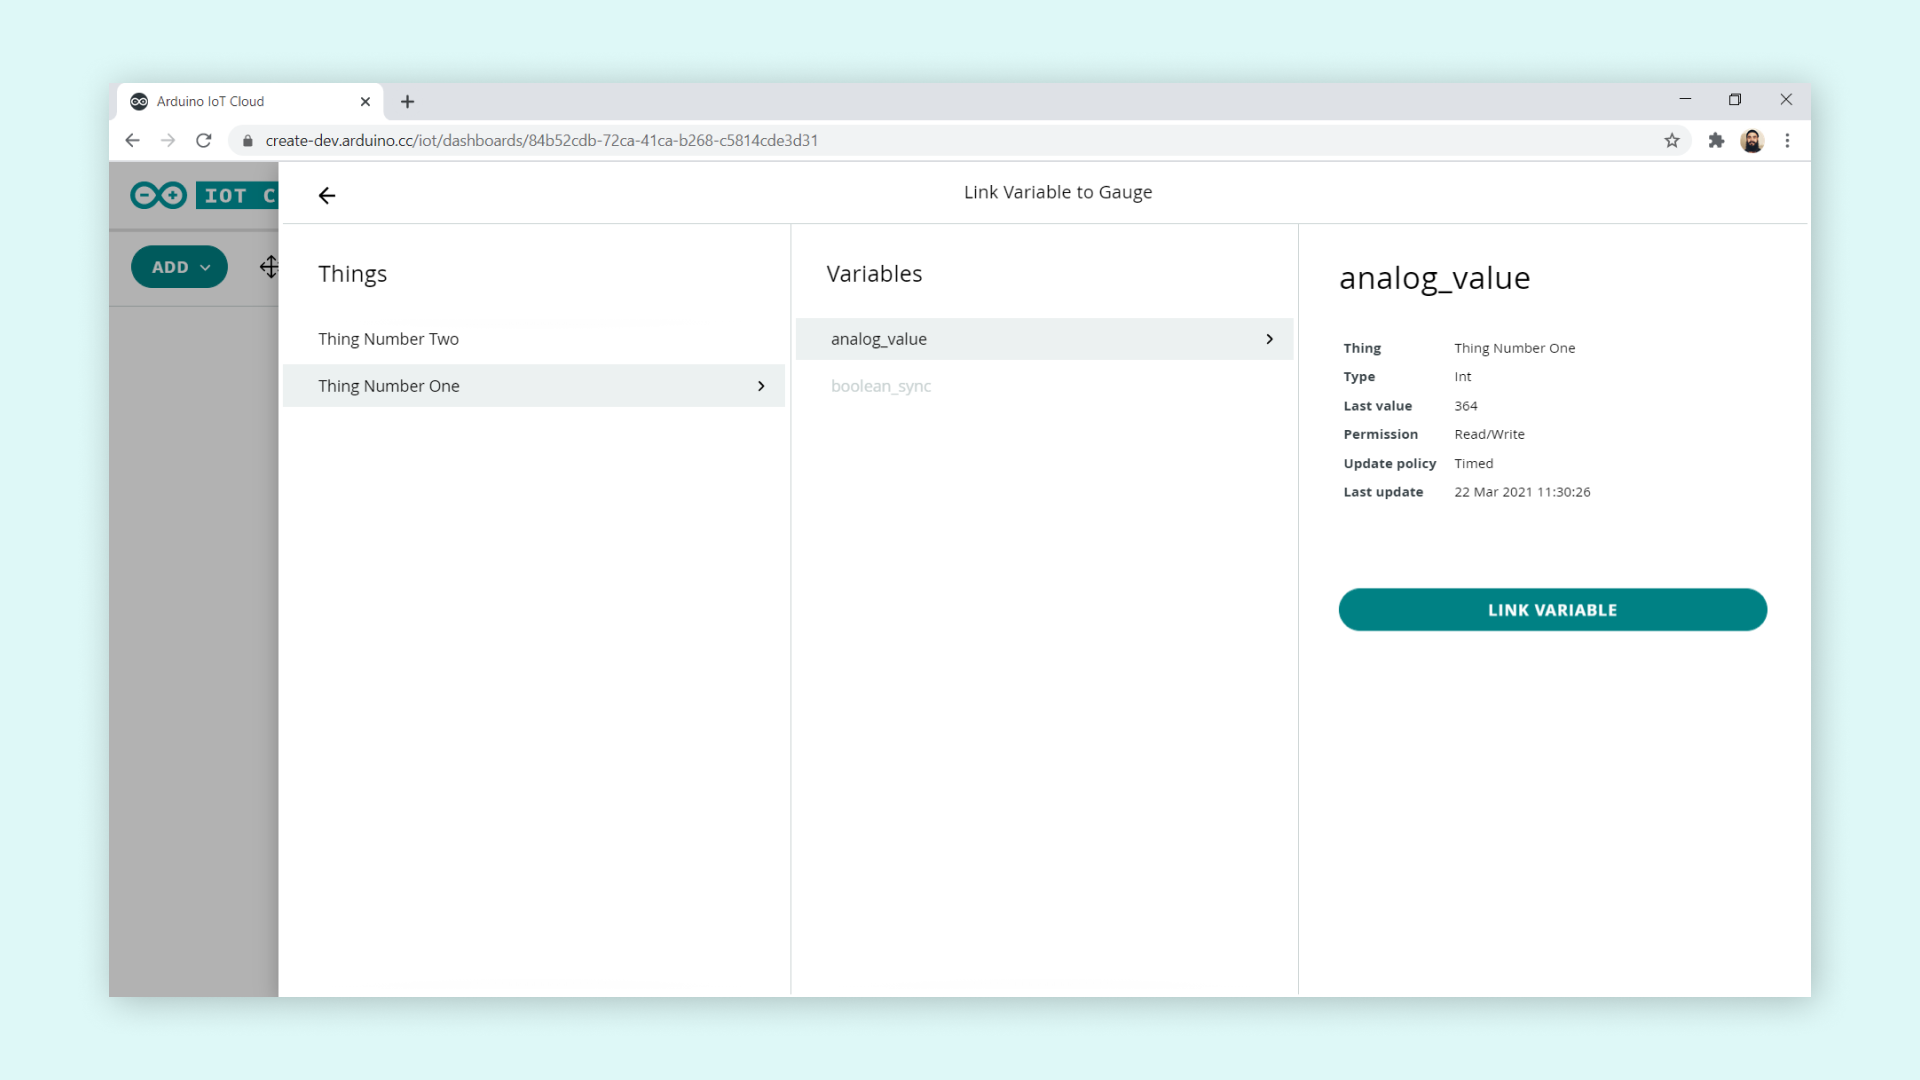 Arduino IoT Cloud
create-dev.arduino.cc/iot/dashboards/84b52cdb-72ca-41ca-b268-c5814cde3d31
IOT C
Link Variable to Gauge
ADD
Things
Thing Number Two
Thing Number One
Variables
analog_value
boolean_sync
analog_value
Thing Thing Number One
Type Int
Last value 364
Permission Read/Write
Update policy Timed
Last update 22 Mar 2021 11:30:26
LINK VARIABLE